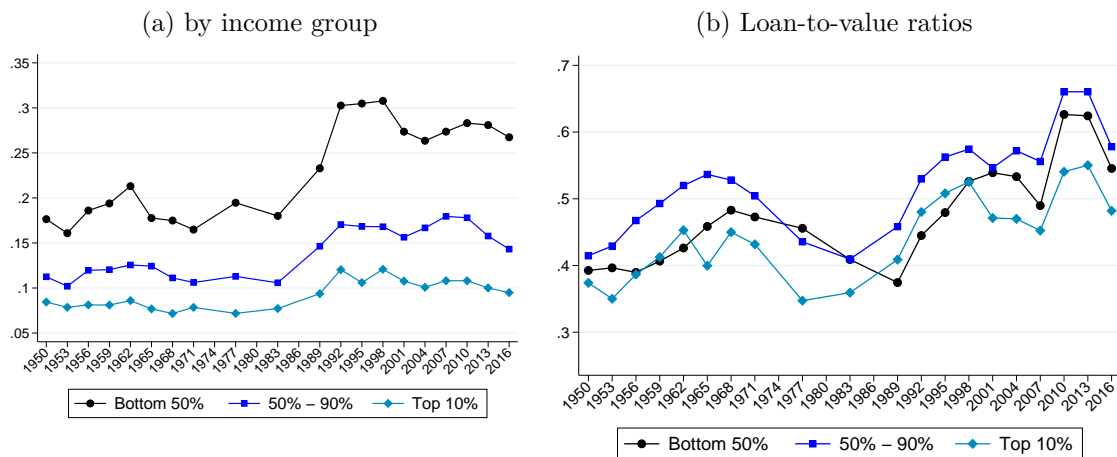 (a) by income group
.35
.3
.25
.2
.15
.1
.05
1950 1953 1956 1959 1962 1965 1968 1971 1974 1977 1980 1983 1986 1989 1992 1995 1998 2001 2004 2007 2010 2013 2016
Bottom 50% 50% − 90% Top 10%
(b) Loan-to-value ratios
.7
.6
.5
.4
.3
1950 1953 1956 1959 1962 1965 1968 1971 1974 1977 1980 1983 1986 1989 1992 1995 1998 2001 2004 2007 2010 2013 2016
Bottom 50% 50% − 90% Top 10%